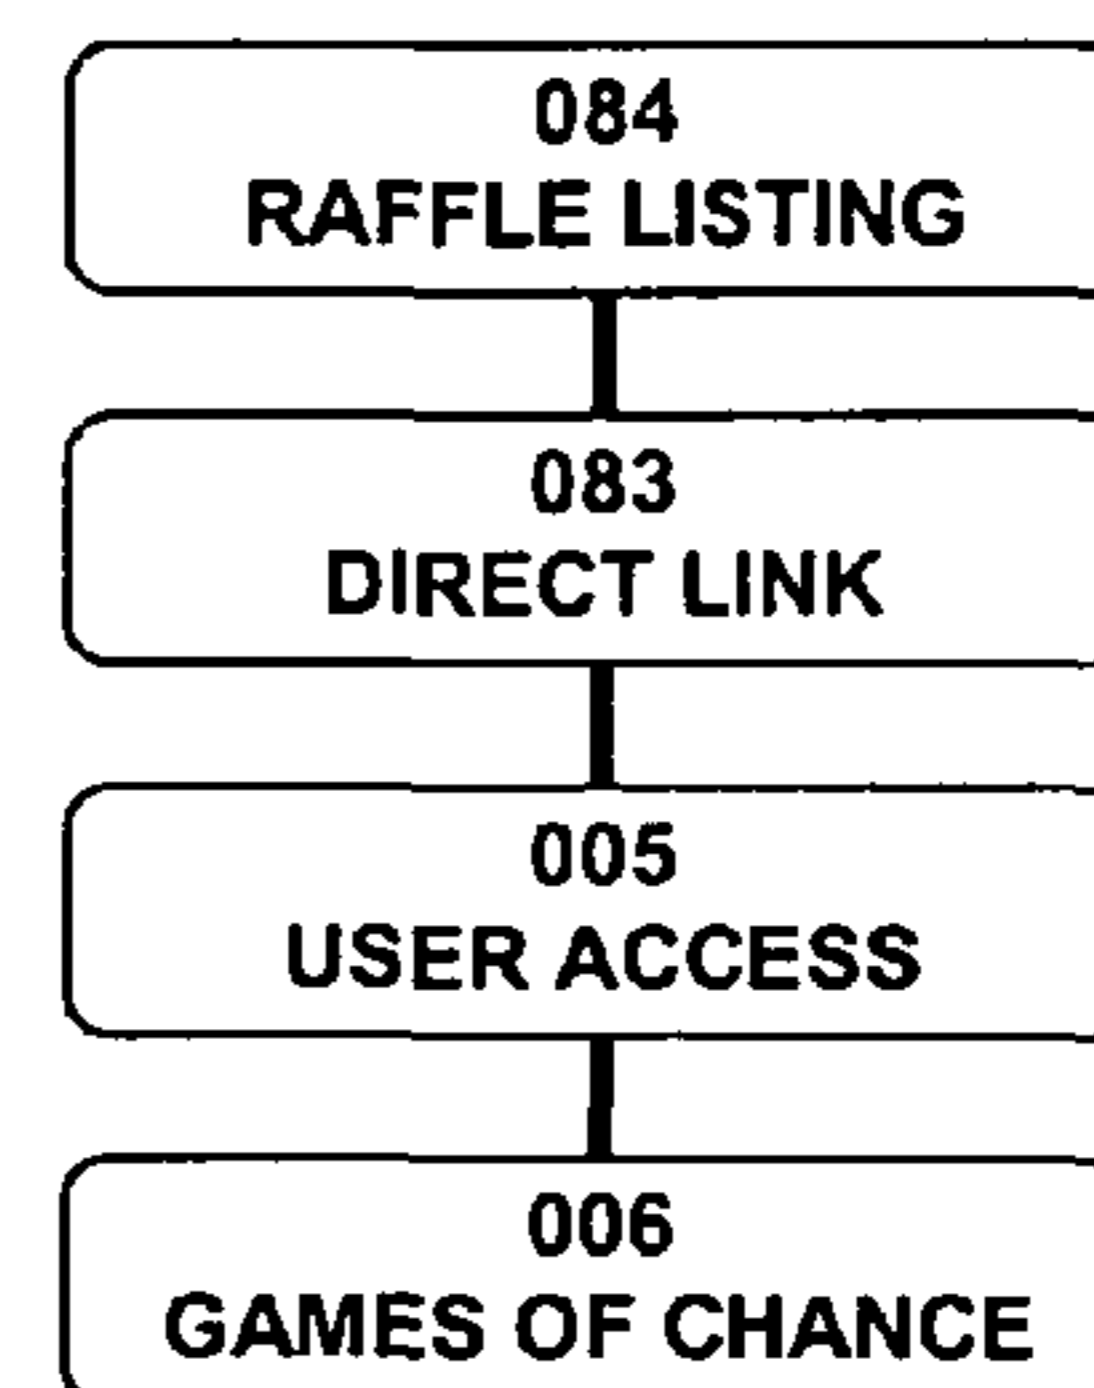 084
RAFFLE LISTING
083
DIRECT LINK
005
USER ACCESS
006
GAMES OF CHANCE